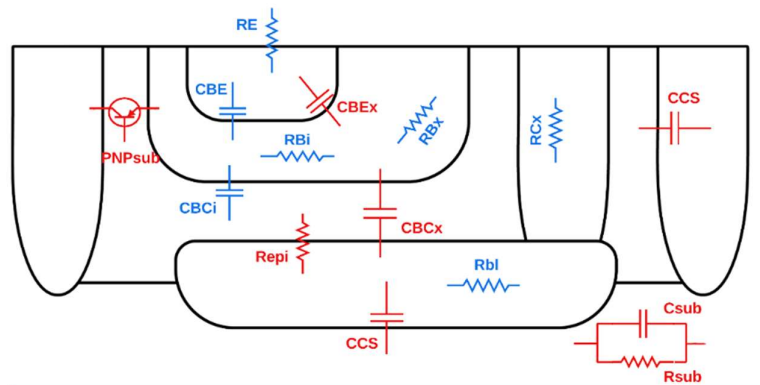 RE
CBE
CBEx
RBx
RCx
CCS
PNPsub
RBi
CBCi
CBCx
Repi
Rbl
CCS
Csub
Rsub